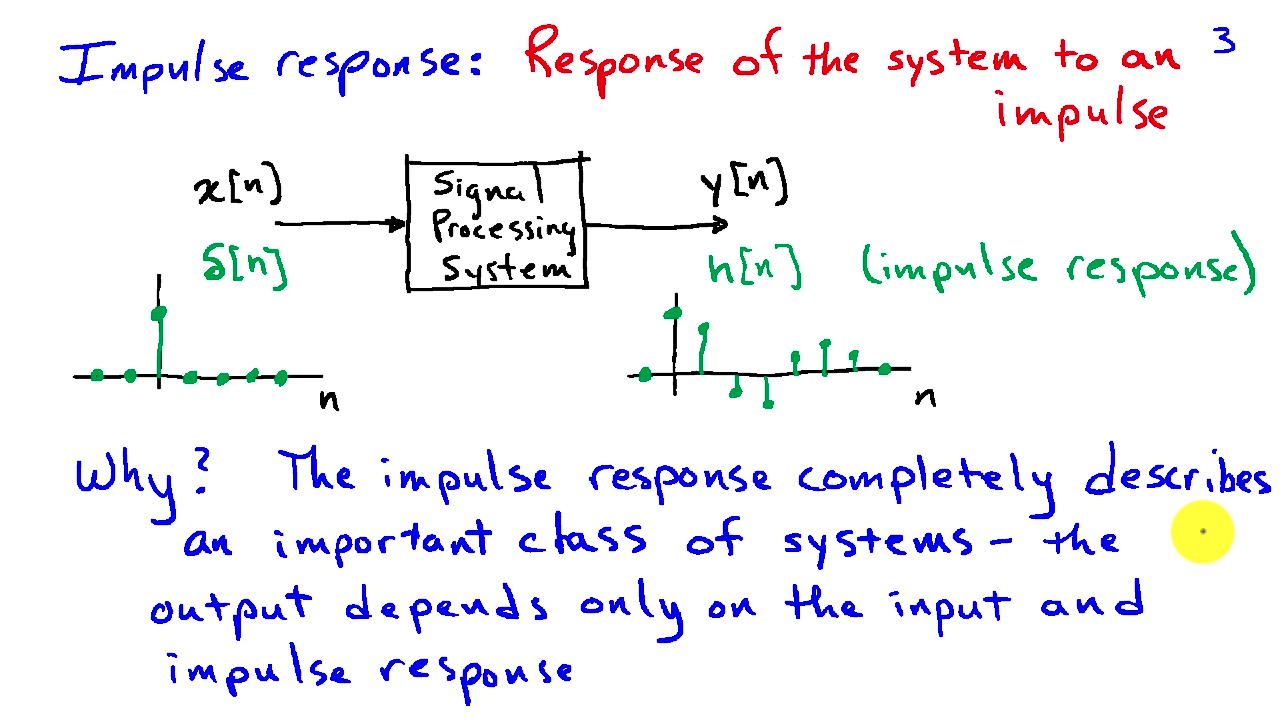 Impulse response: Response of the system to an 3
impulse
x[n] Signal y[n]
Processing
δ[n] System h[n] (impulse response)
n n
Why? The impulse response completely describes
an important class of systems - the
output depends only on the input and
impulse response